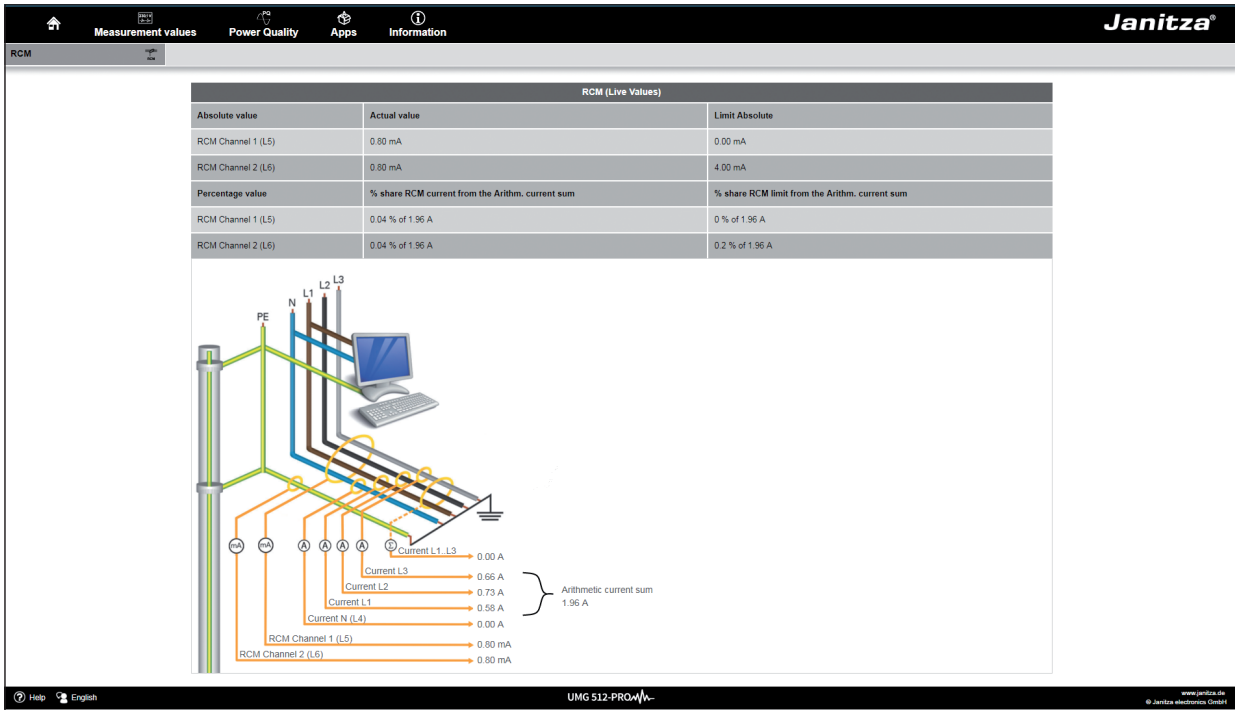 Measurement values
PQ
Power Quality
Apps
Information
Janitza®
RCM
RCM (Live Values)
Absolute value Actual value Limit Absolute
RCM Channel 1 (L5) 0.80 mA 0.00 mA
RCM Channel 2 (L6) 0.80 mA 4.00 mA
Percentage value % share RCM current from the Arithm. current sum % share RCM limit from the Arithm. current sum
RCM Channel 1 (L5) 0.04 % of 1.96 A 0 % of 1.96 A
RCM Channel 2 (L6) 0.04 % of 1.96 A 0.2 % of 1.96 A
PE N L1 L2 L3
mA mA A A A A Σ
Current L1..L3 0.00 A
Current L3 0.66 A
Current L2 0.73 A
Current L1 0.58 A
Arithmetic current sum
1.96 A
Current N (L4) 0.00 A
RCM Channel 1 (L5) 0.80 mA
RCM Channel 2 (L6) 0.80 mA
Help English
UMG 512-PRO
www.janitza.de
© Janitza electronics GmbH